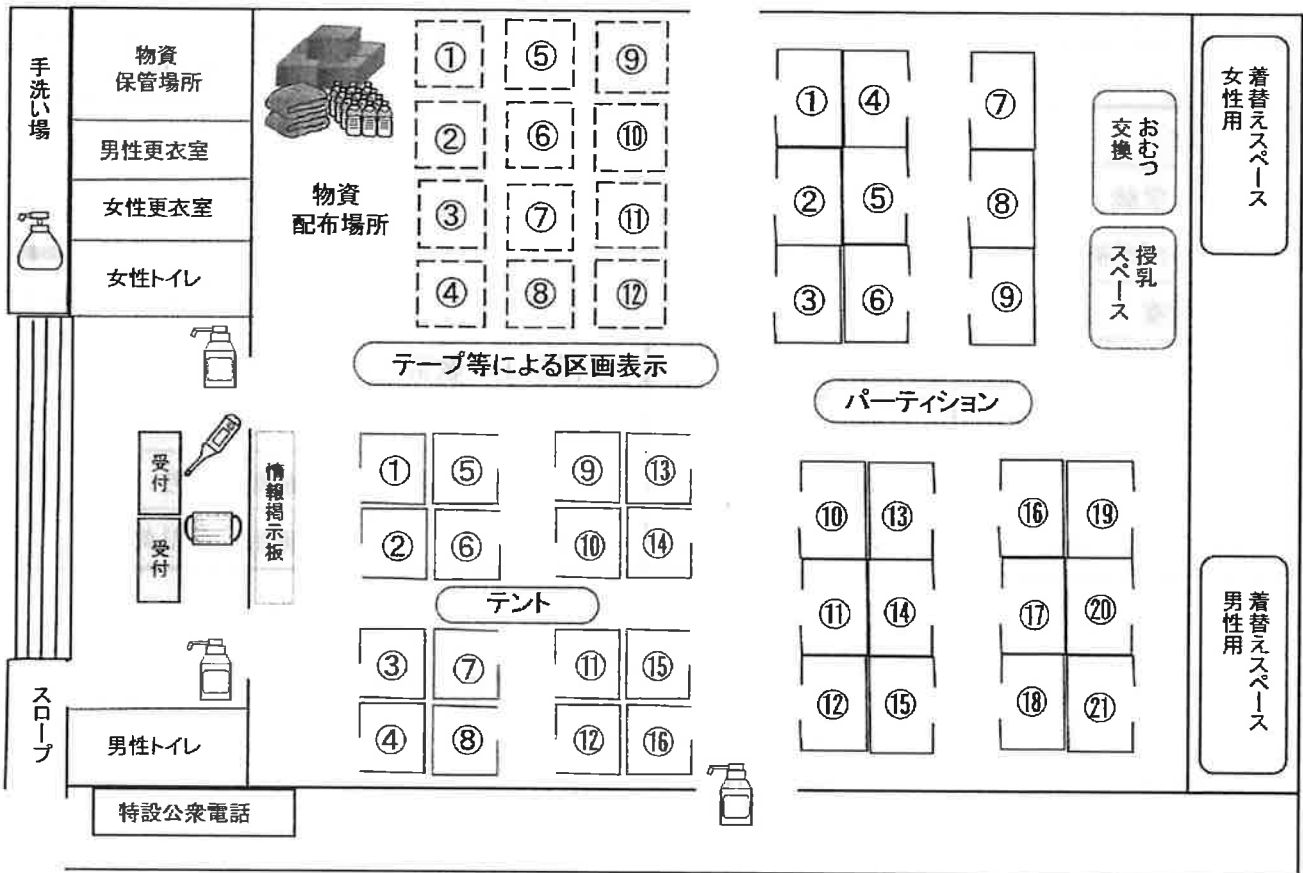 手洗い場
物資
保管場所
男性更衣室
女性更衣室
女性トイレ
物資
配布場所
① ⑤ ⑨
② ⑥ ⑩
③ ⑦ ⑪
④ ⑧ ⑫
テープ等による区画表示
① ④ ⑦
② ⑤ ⑧
③ ⑥ ⑨
パーティション
おむつ
交換
授乳
スペース
着替えスペース
女性用
受付
受付
情報掲示板
① ⑤ ⑨ ⑬
② ⑥ ⑩ ⑭
テント
③ ⑦ ⑪ ⑮
④ ⑧ ⑫ ⑯
⑩ ⑬ ⑯ ⑲
⑪ ⑭ ⑰ ⑳
⑫ ⑮ ⑱ ㉑
着替えスペース
男性用
スロープ
男性トイレ
特設公衆電話